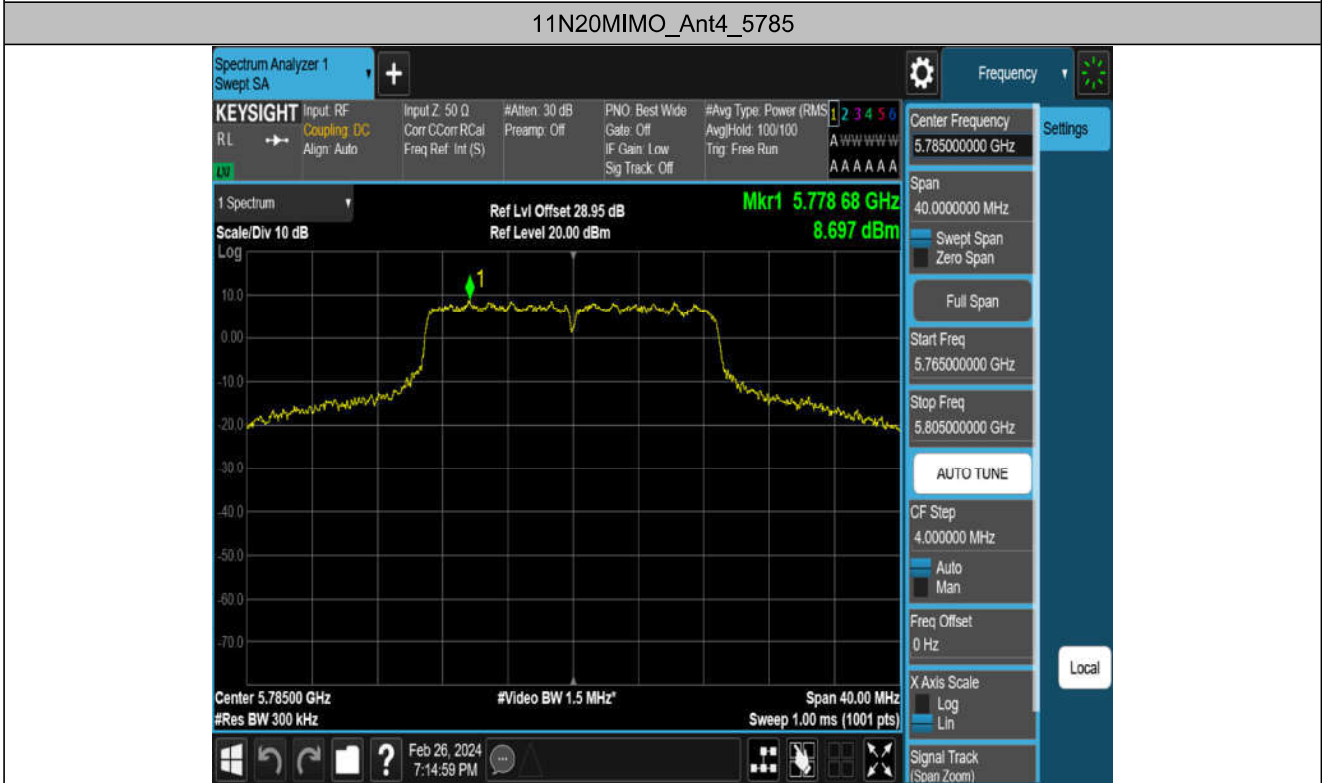 11N20MIMO_Ant4_5785
Spectrum Analyzer 1
Swept SA
+
Frequency
KEYSIGHT
RL
Input: RF
Coupling: DC
Align: Auto
Input Z: 50 Ω
Corr CCorr RCal
Freq Ref: Int (S)
#Atten: 30 dB
Preamp: Off
PNO: Best Wide
Gate: Off
IF Gain: Low
Sig Track: Off
#Avg Type: Power (RMS
Avg|Hold: 100/100
Trig: Free Run
1 2 3 4 5 6
A W W W W W
A A A A A A
1 Spectrum
Scale/Div 10 dB
Log
Ref Lvl Offset 28.95 dB
Ref Level 20.00 dBm
Mkr1 5.778 68 GHz
8.697 dBm
1
10.0
0.00
-10.0
-20.0
-30.0
-40.0
-50.0
-60.0
-70.0
Center 5.78500 GHz
#Video BW 1.5 MHz*
Span 40.00 MHz
#Res BW 300 kHz
Sweep 1.00 ms (1001 pts)
?
Feb 26, 2024
7:14:59 PM
Center Frequency
5.785000000 GHz
Settings
Span
40.0000000 MHz
Swept Span
Zero Span
Full Span
Start Freq
5.765000000 GHz
Stop Freq
5.805000000 GHz
AUTO TUNE
CF Step
4.000000 MHz
Auto
Man
Freq Offset
0 Hz
X Axis Scale
Log
Lin
Local
Signal Track
(Span Zoom)